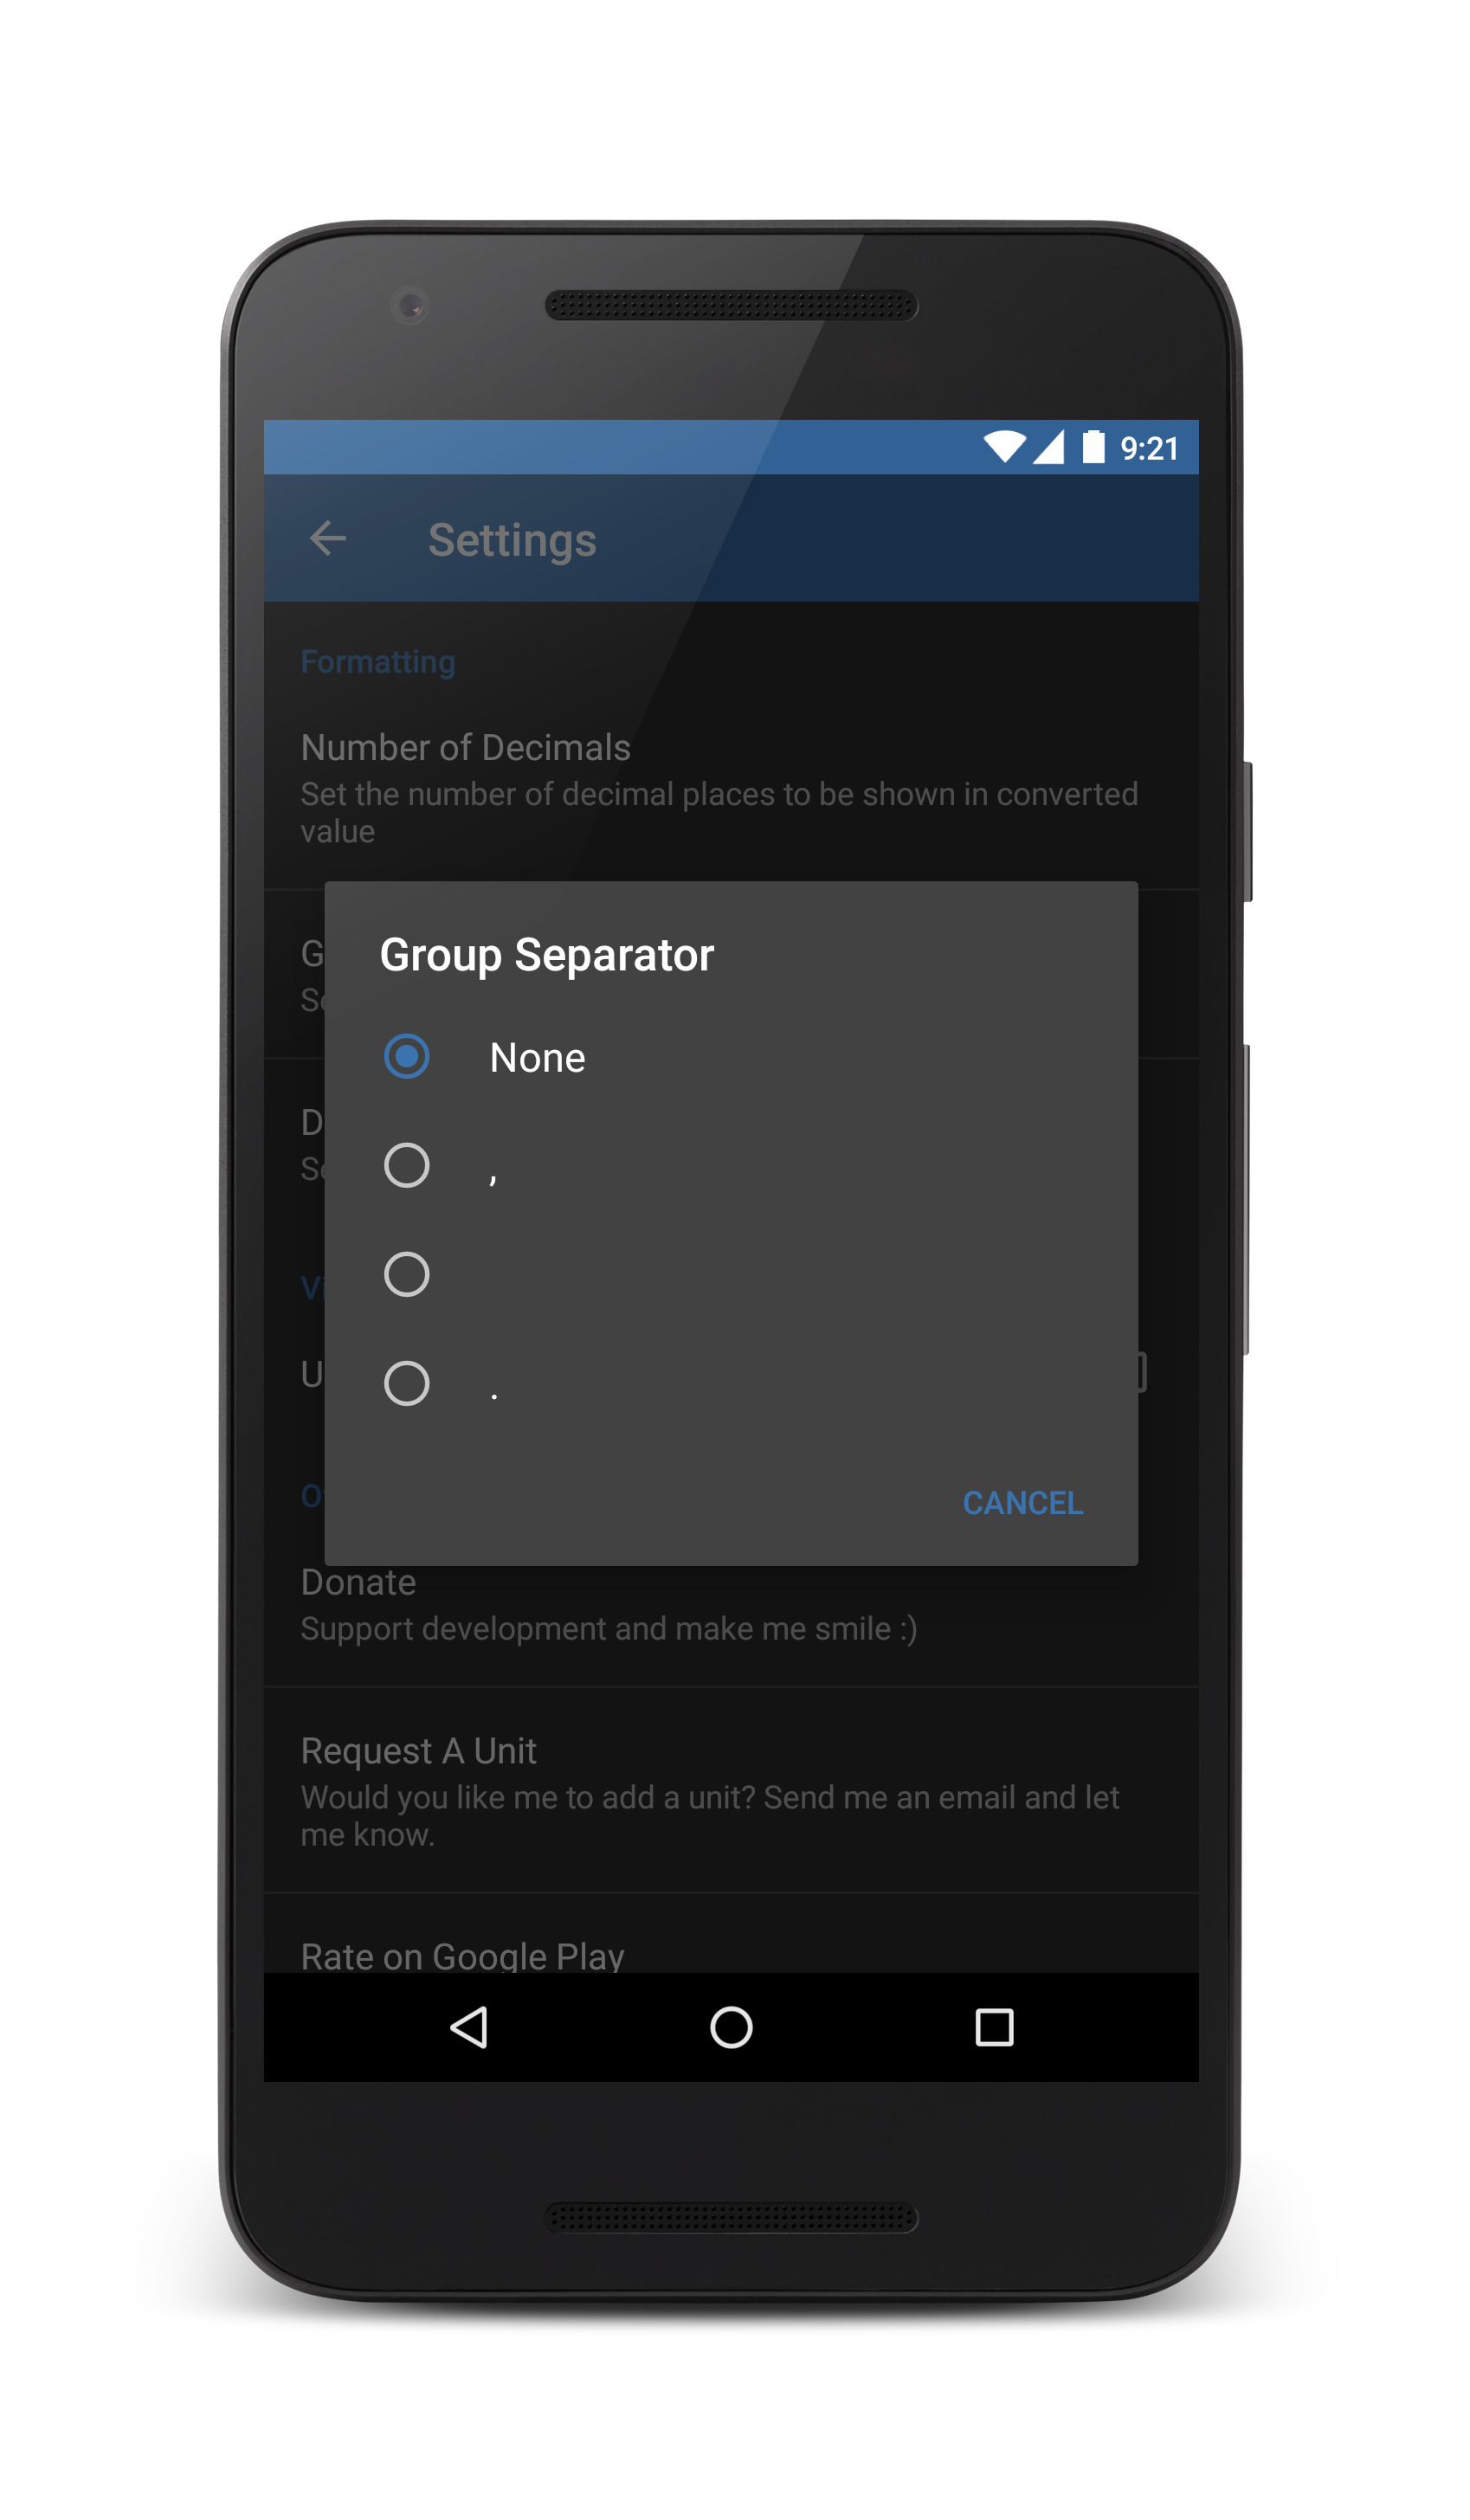 9:21
Settings
Formatting
Number of Decimals
Set the number of decimal places to be shown in converted
value
Group Separator
None
,
.
CANCEL
Donate
Support development and make me smile :)
Request A Unit
Would you like me to add a unit? Send me an email and let
me know.
Rate on Google Play